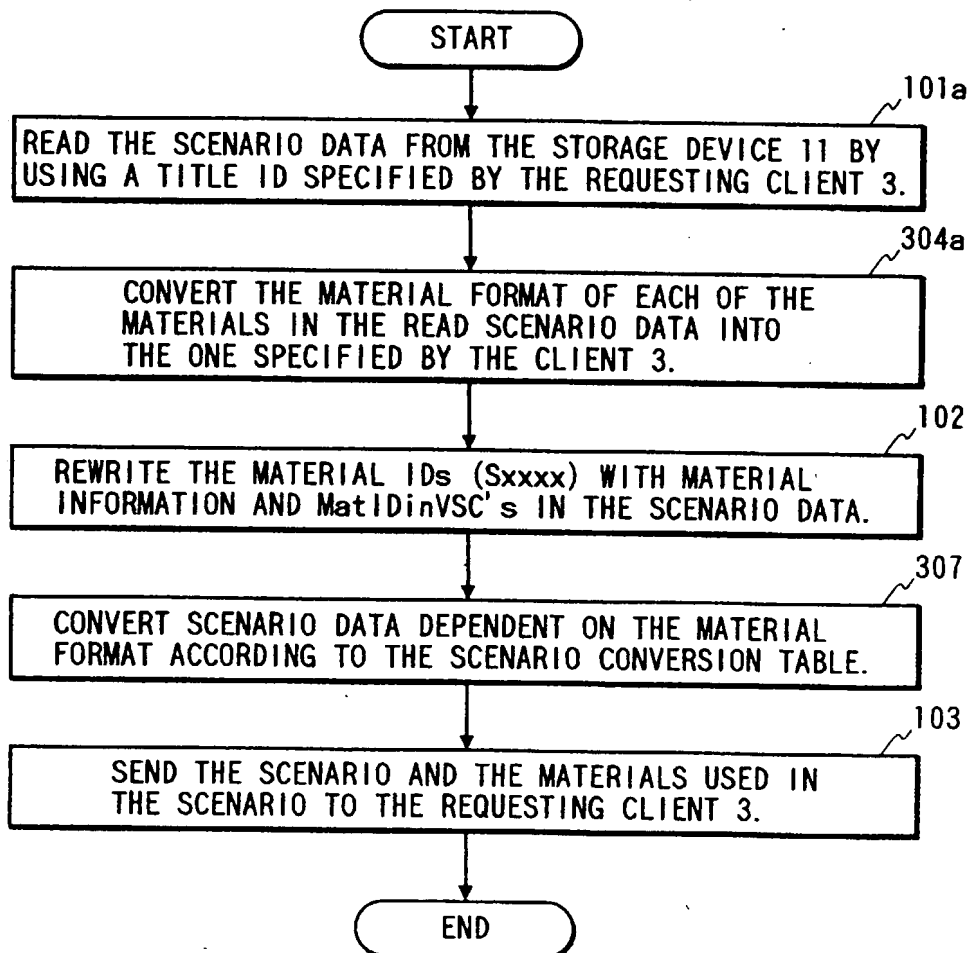 START
101a
READ THE SCENARIO DATA FROM THE STORAGE DEVICE 11 BY
USING A TITLE ID SPECIFIED BY THE REQUESTING CLIENT 3.
304a
CONVERT THE MATERIAL FORMAT OF EACH OF THE
MATERIALS IN THE READ SCENARIO DATA INTO
THE ONE SPECIFIED BY THE CLIENT 3.
102
REWRITE THE MATERIAL IDs (Sxxxx) WITH MATERIAL
INFORMATION AND MatIDinVSC's IN THE SCENARIO DATA.
307
CONVERT SCENARIO DATA DEPENDENT ON THE MATERIAL
FORMAT ACCORDING TO THE SCENARIO CONVERSION TABLE.
103
SEND THE SCENARIO AND THE MATERIALS USED IN
THE SCENARIO TO THE REQUESTING CLIENT 3.
END